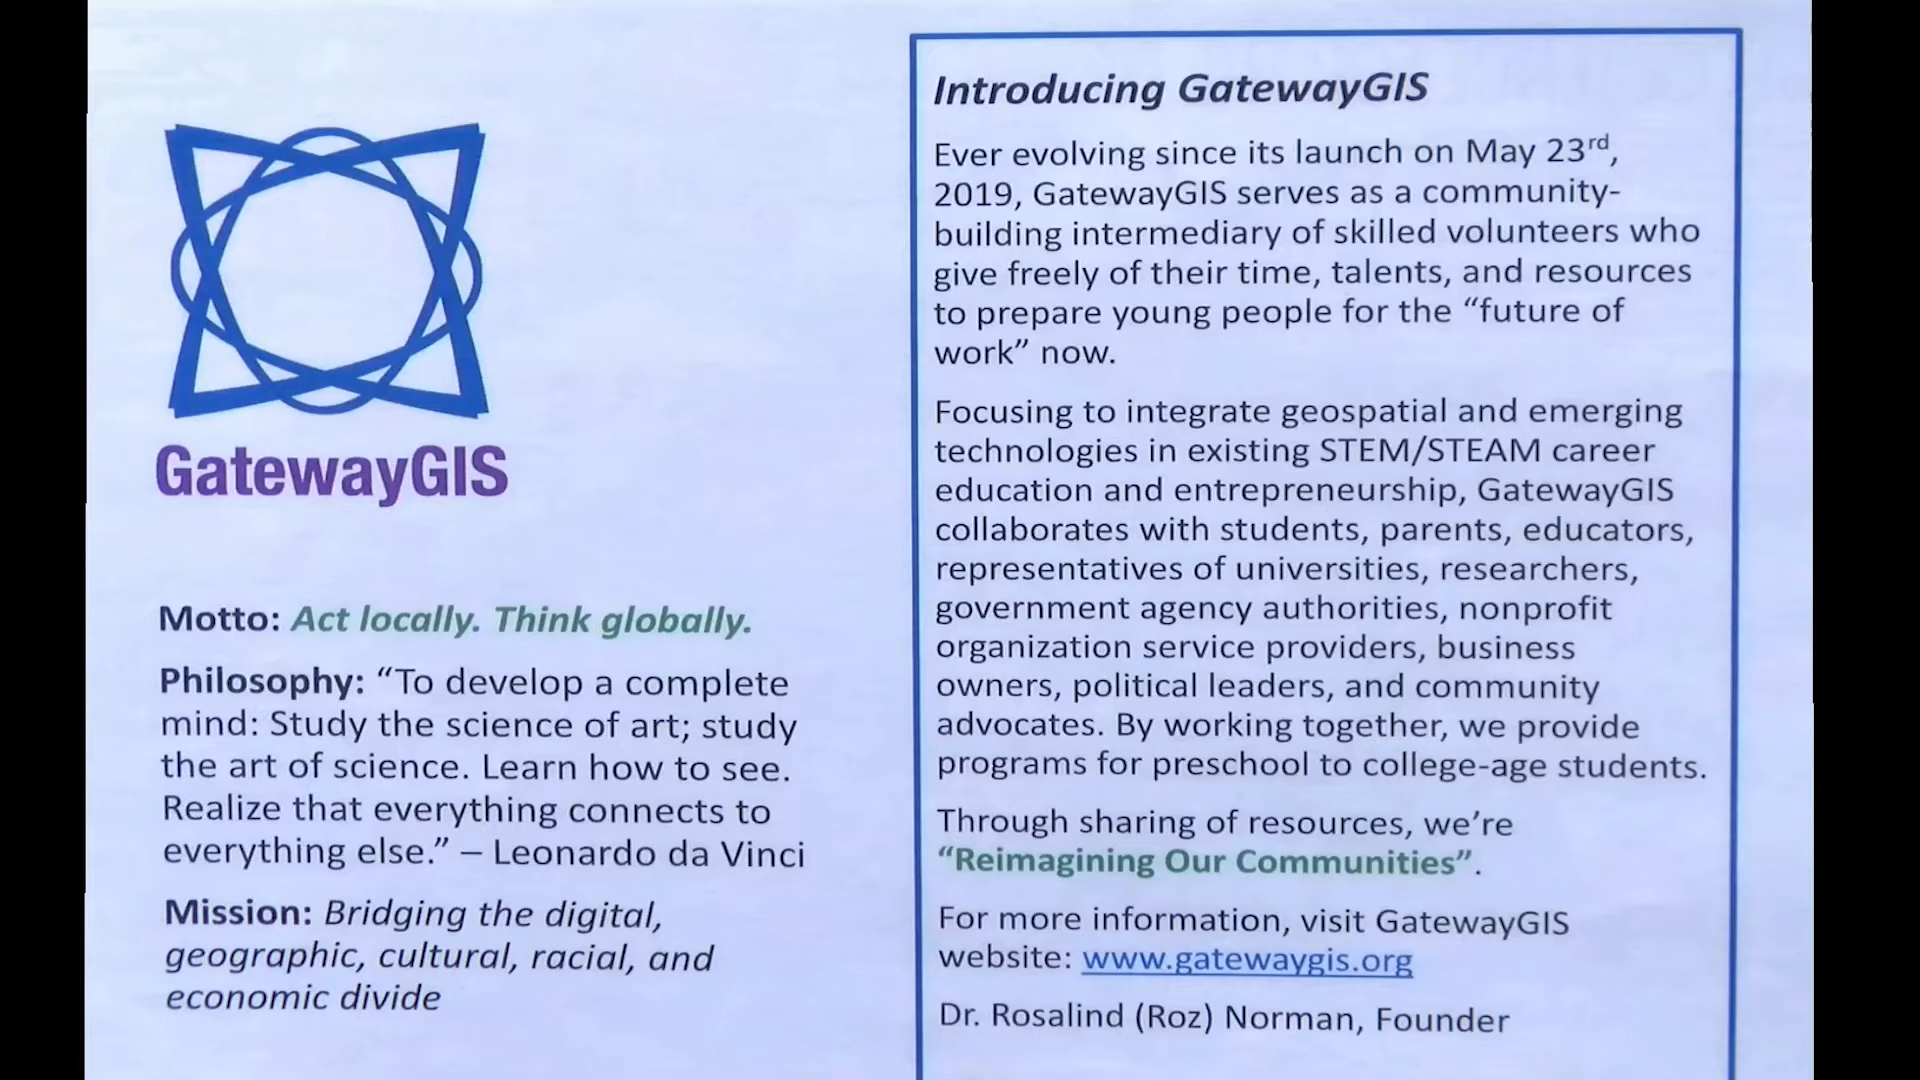 GatewayGIS
Motto: Act locally. Think globally.
Philosophy: “To develop a complete
mind: Study the science of art; study
the art of science. Learn how to see.
Realize that everything connects to
everything else.” – Leonardo da Vinci
Mission: Bridging the digital,
geographic, cultural, racial, and
economic divide
Introducing GatewayGIS
Ever evolving since its launch on May 23rd,
2019, GatewayGIS serves as a community-
building intermediary of skilled volunteers who
give freely of their time, talents, and resources
to prepare young people for the “future of
work” now.
Focusing to integrate geospatial and emerging
technologies in existing STEM/STEAM career
education and entrepreneurship, GatewayGIS
collaborates with students, parents, educators,
representatives of universities, researchers,
government agency authorities, nonprofit
organization service providers, business
owners, political leaders, and community
advocates. By working together, we provide
programs for preschool to college-age students.
Through sharing of resources, we’re
“Reimagining Our Communities”.
For more information, visit GatewayGIS
website: www.gatewaygis.org
Dr. Rosalind (Roz) Norman, Founder